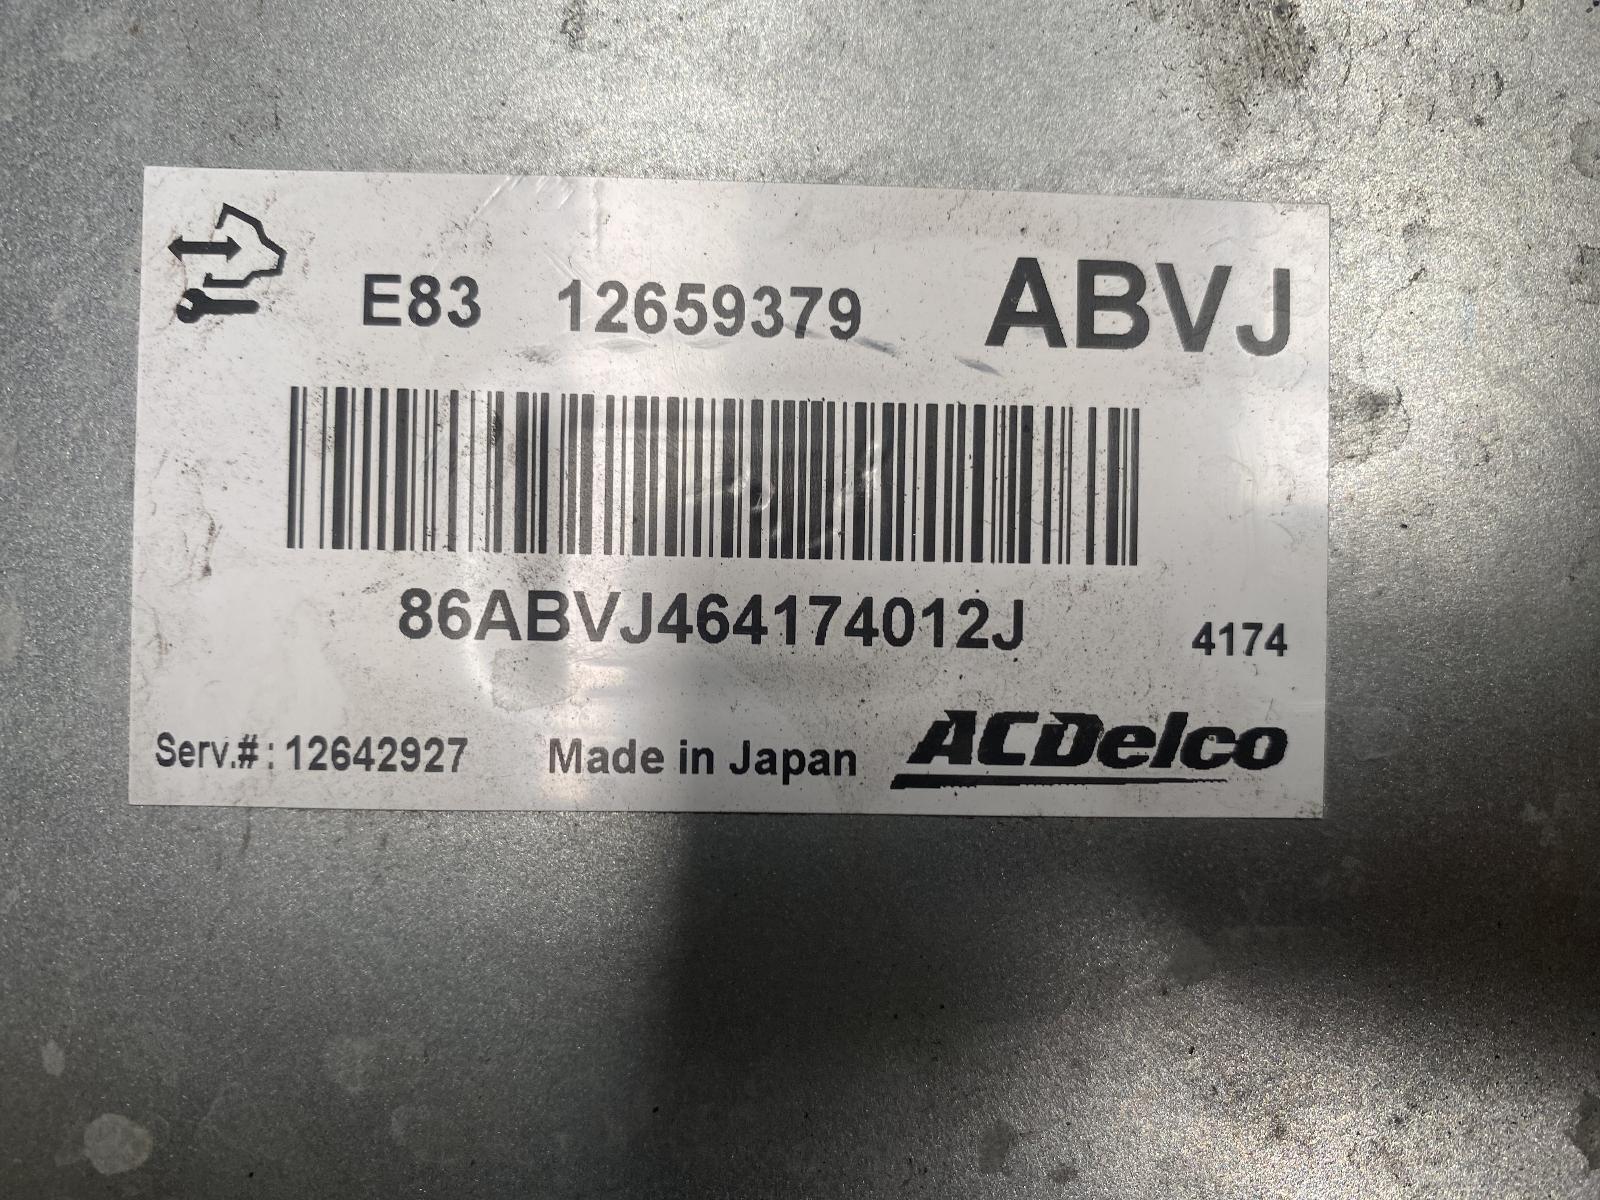 E83 12659379 ABVJ
86ABVJ464174012J 4174
Serv.#: 12642927 Made in Japan ACDelco